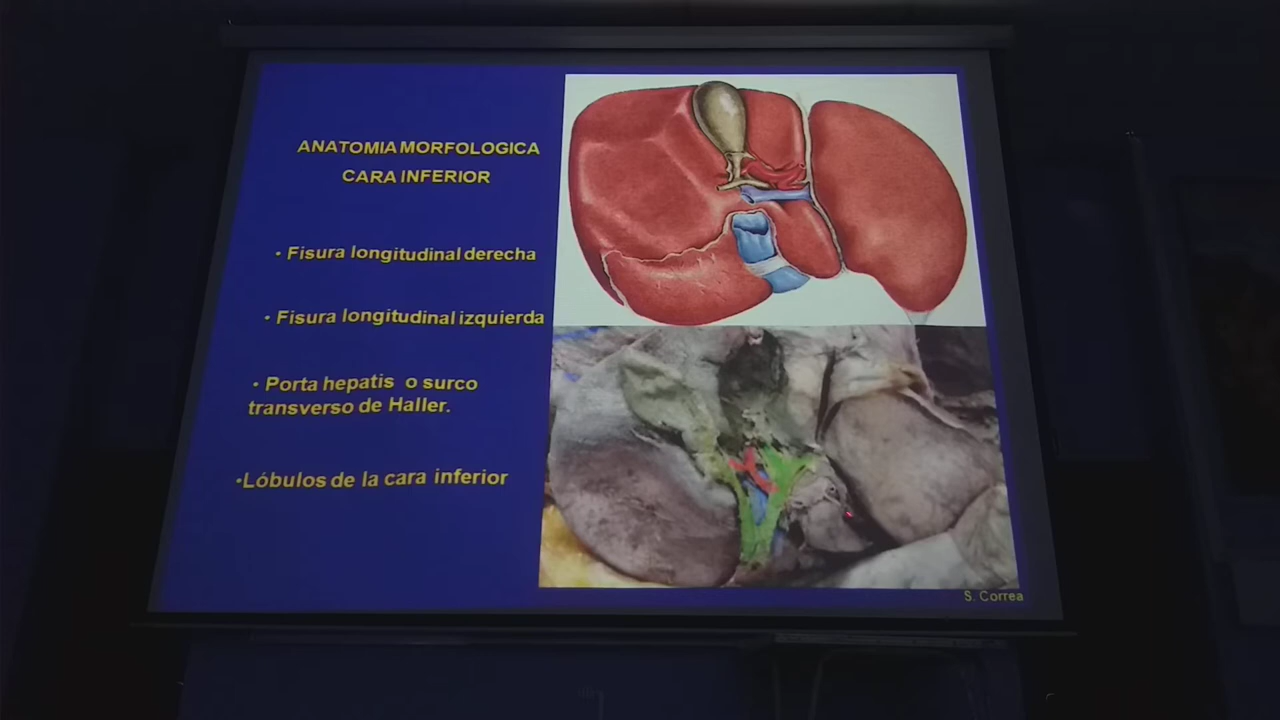 ANATOMIA MORFOLOGICA
CARA INFERIOR
• Fisura longitudinal derecha
• Fisura longitudinal izquierda
• Porta hepatis o surco
transverso de Haller.
•Lóbulos de la cara inferior
S. Correa